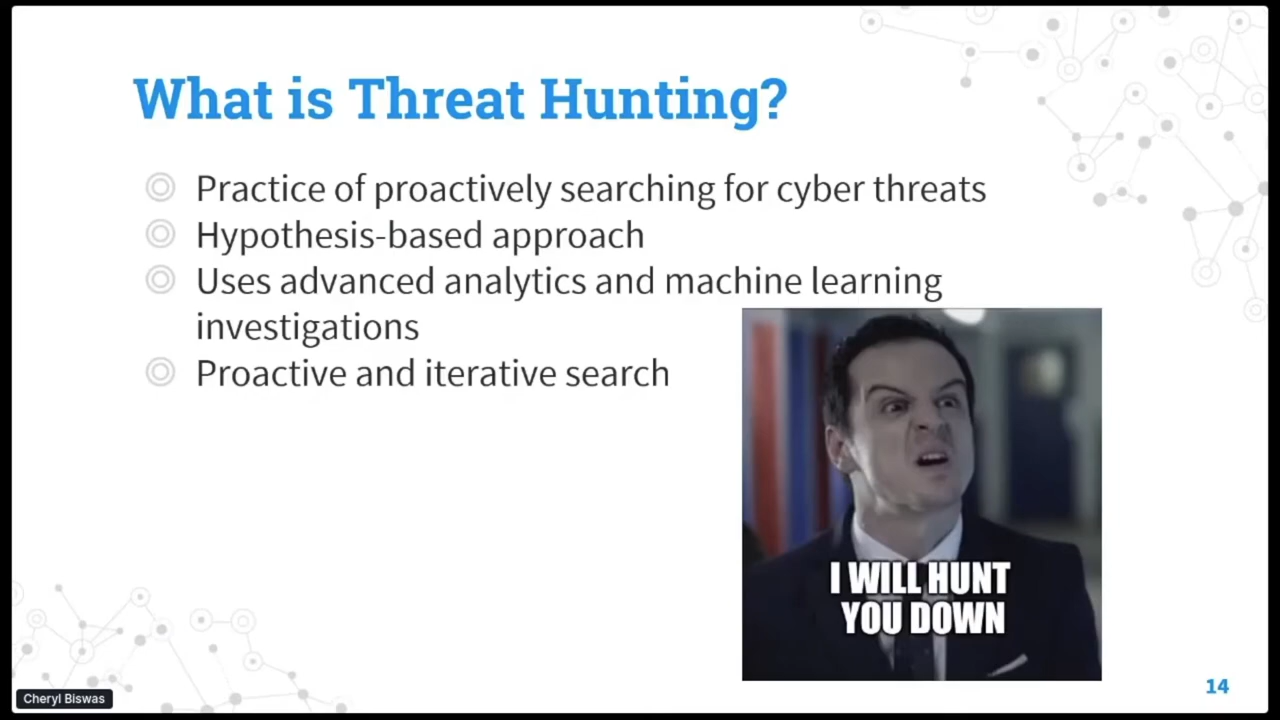 What is Threat Hunting?
Practice of proactively searching for cyber threats
Hypothesis-based approach
Uses advanced analytics and machine learning
investigations
Proactive and iterative search
I WILL HUNT
YOU DOWN
Cheryl Biswas
14